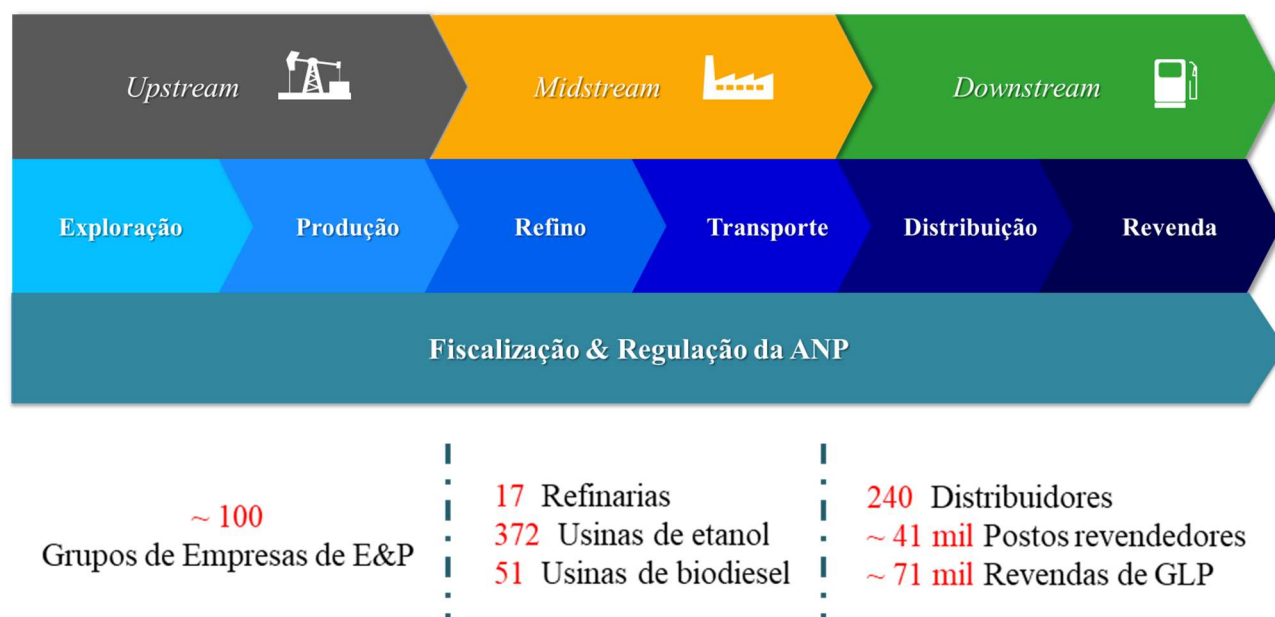 Upstream
Midstream
Downstream
Exploração
Produção
Refino
Transporte
Distribuição
Revenda
Fiscalização & Regulação da ANP
~ 100
Grupos de Empresas de E&P
17 Refinarias
372 Usinas de etanol
51 Usinas de biodiesel
240 Distribuidores
~ 41 mil Postos revendedores
~ 71 mil Revendas de GLP